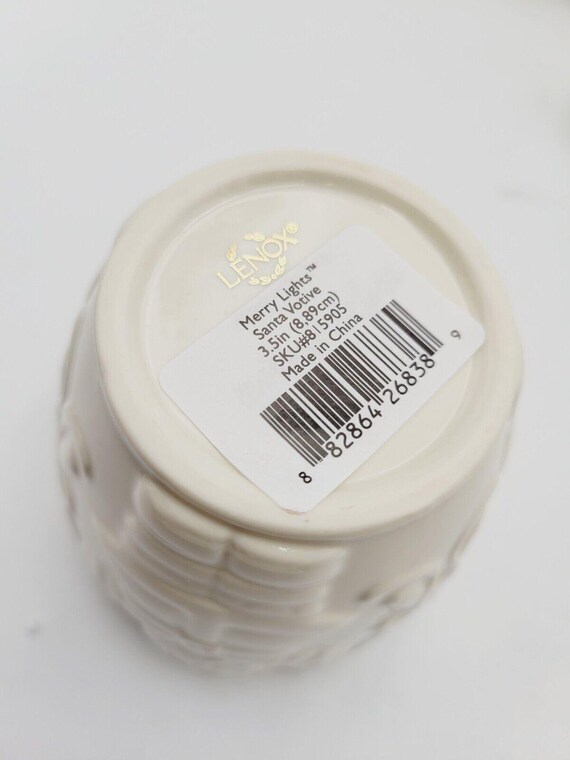 LENOX®
Merry Lights™
Santa Votive
3.5in (8.89cm)
SKU#815905
Made in China
8 82864 26838 9